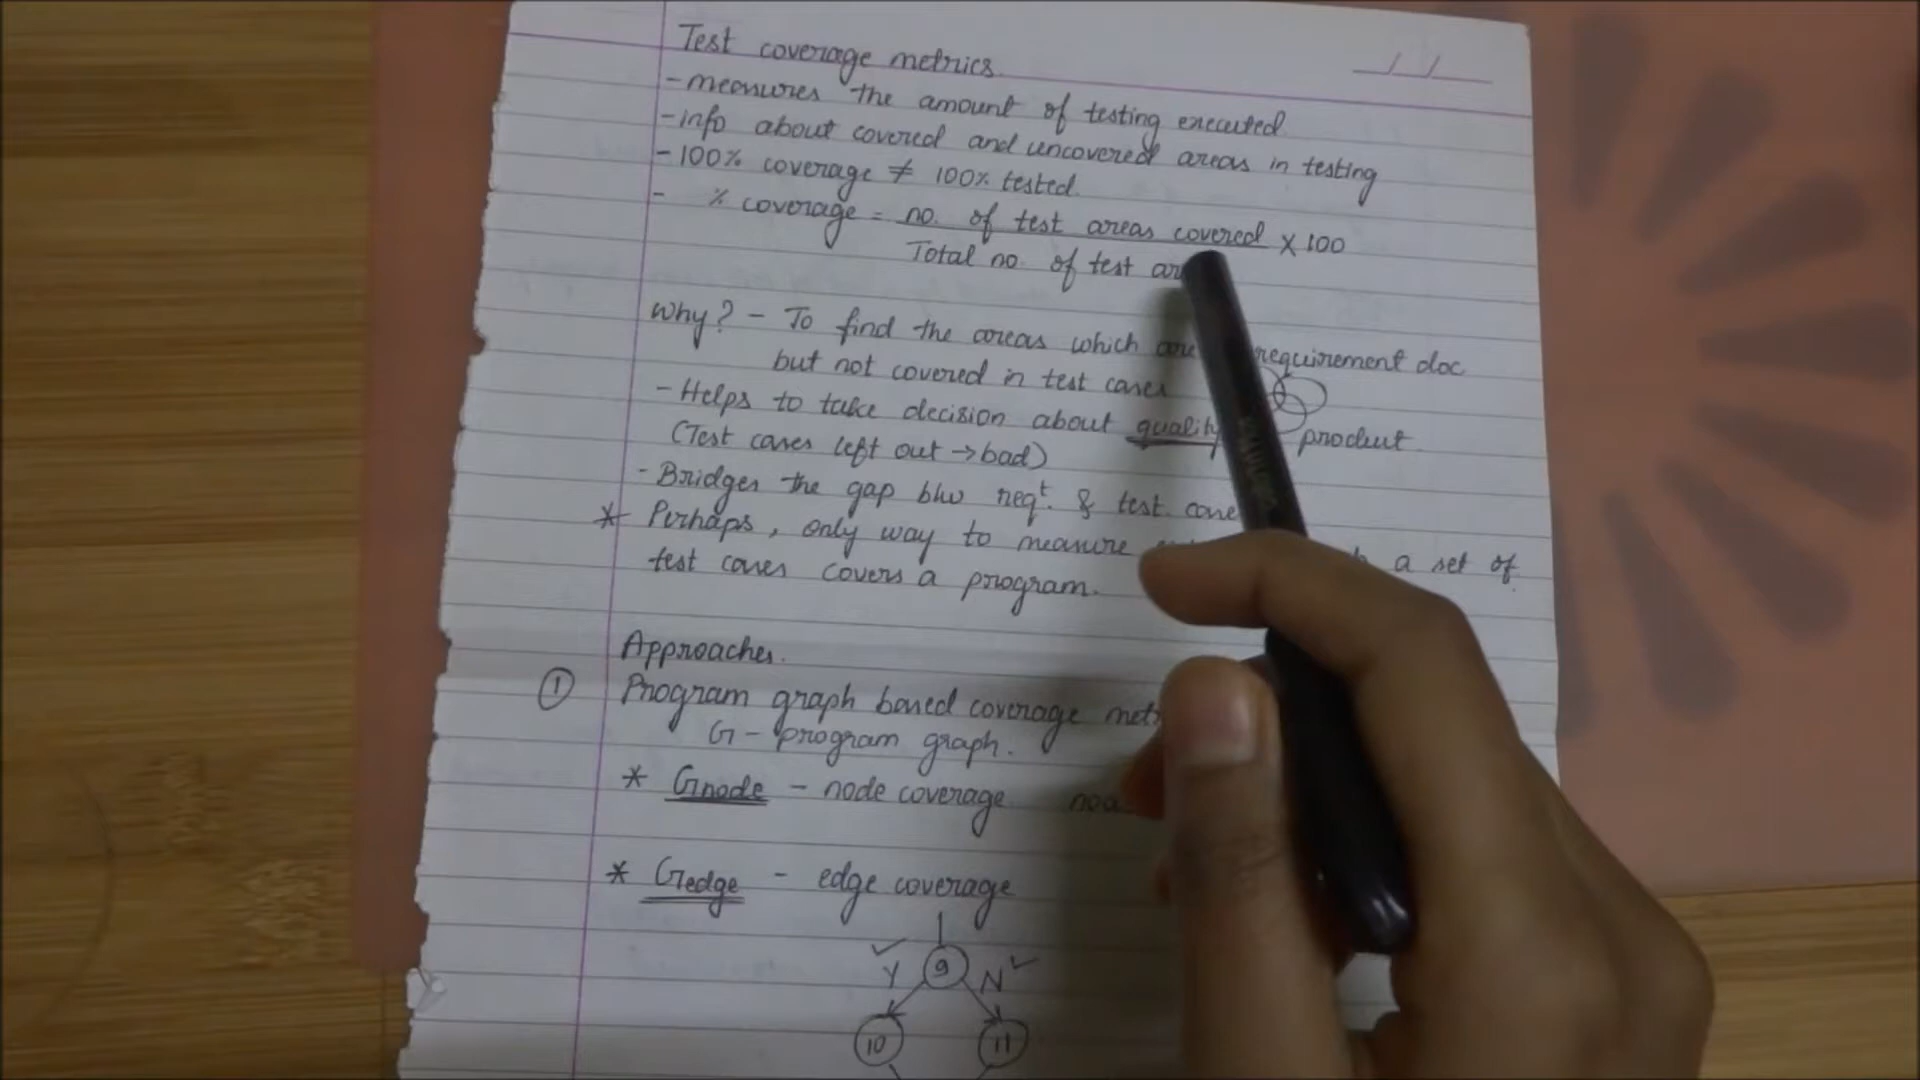 Test coverage metrics.
- measures the amount of testing executed.
- info about covered and uncovered areas in testing
- 100% coverage ≠ 100% tested.
- % coverage = no. of test areas covered × 100
Total no. of test
Why? - To find the areas which are requirement doc
but not covered in test cases
- Helps to take decision about quality product.
(Test cases left out → bad)
- Bridges the gap b/w reqt. & test. case
* Perhaps, only way to measure a set of
test cases covers a program.
Approaches.
① Program graph based coverage
G - program graph.
* Gnode - node coverage
* Gedge - edge coverage
Y 9 N
10 11